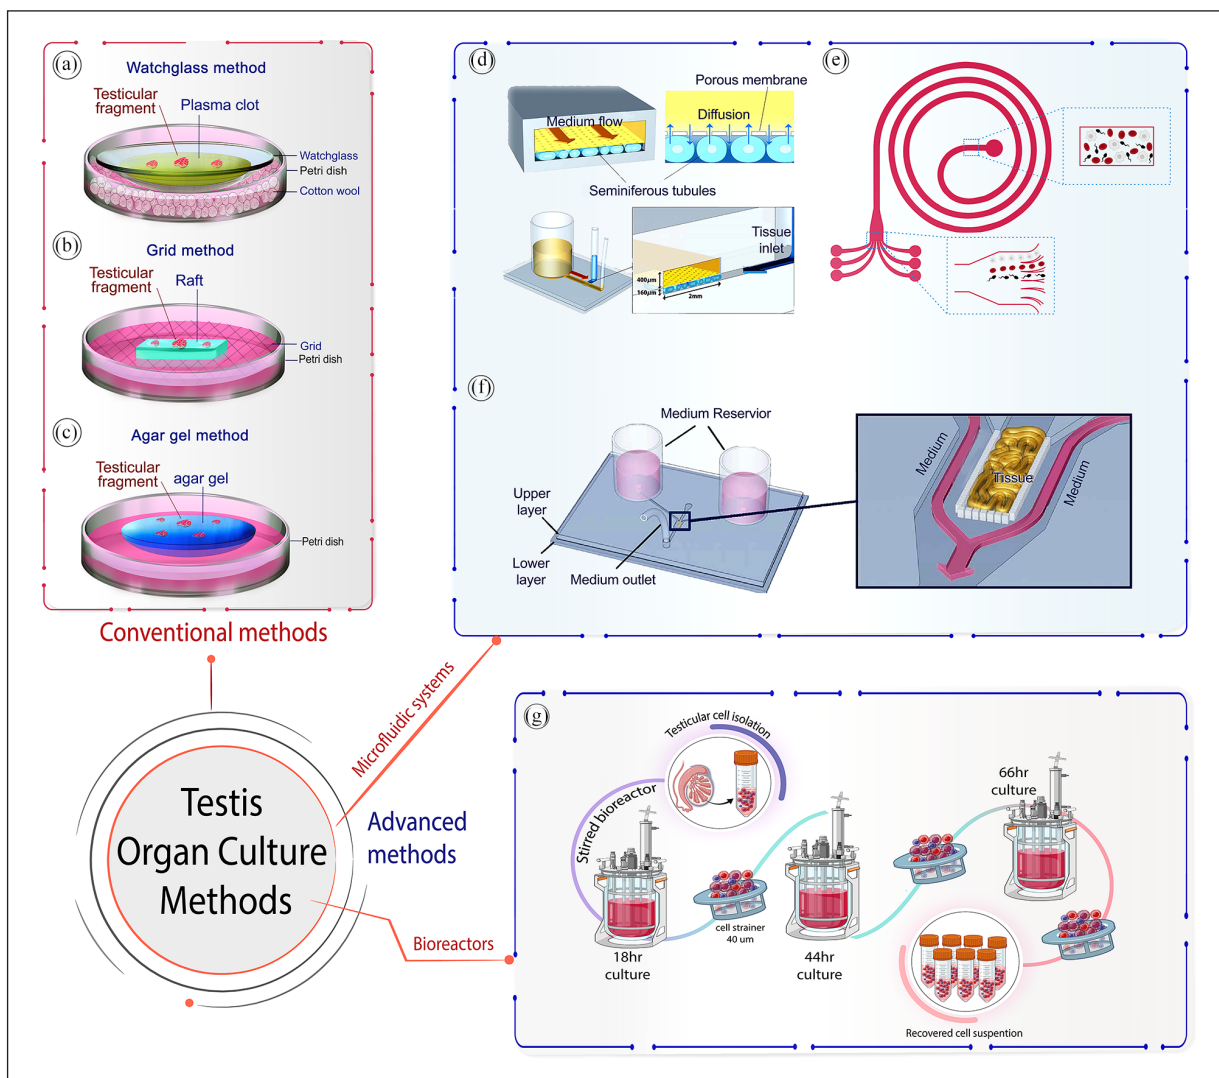 (a)
Watchglass method
Testicular
fragment
Plasma clot
Watchglass
Petri dish
Cotton wool
(b)
Grid method
Testicular
fragment
Raft
Grid
Petri dish
(c)
Agar gel method
Testicular
fragment
agar gel
Petri dish
Conventional methods
(d)
Porous membrane
Medium flow
Diffusion
Seminiferous tubules
Tissue
inlet
400µm
160µm
2mm
(e)
(f)
Medium Reservior
Upper
layer
Lower
layer
Medium outlet
Medium
Tissue
Medium
Microfluidic systems
Testis
Organ Culture
Methods
Advanced
methods
Bioreactors
(g)
Testicular cell isolation
Stirred bioreactor
18hr
culture
cell strainer
40 um
44hr
culture
66hr
culture
Recovered cell suspention